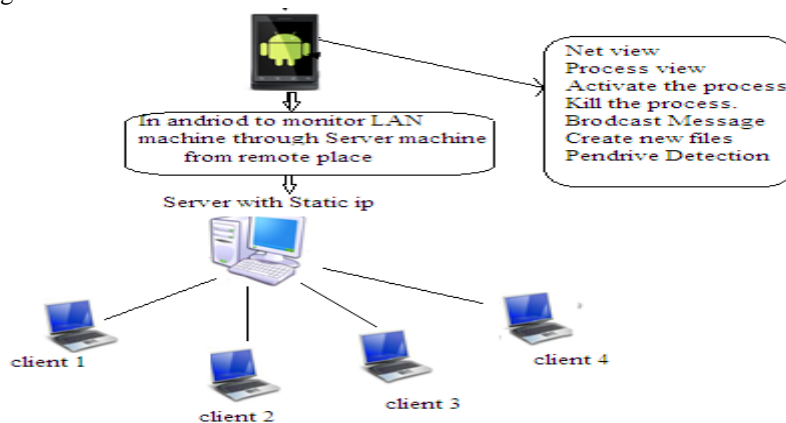 Net view
Process view
Activate the process
Kill the process.
Brodcast Message
Create new files
Pendrive Detection
In andriod to monitor LAN
machine through Server machine
from remote place
Server with Static ip
client 1
client 2
client 3
client 4